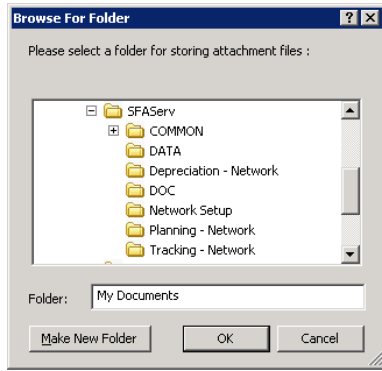 Browse For Folder
Please select a folder for storing attachment files :
SFAServ
COMMON
DATA
Depreciation - Network
DOC
Network Setup
Planning - Network
Tracking - Network
Folder: My Documents
Make New Folder OK Cancel